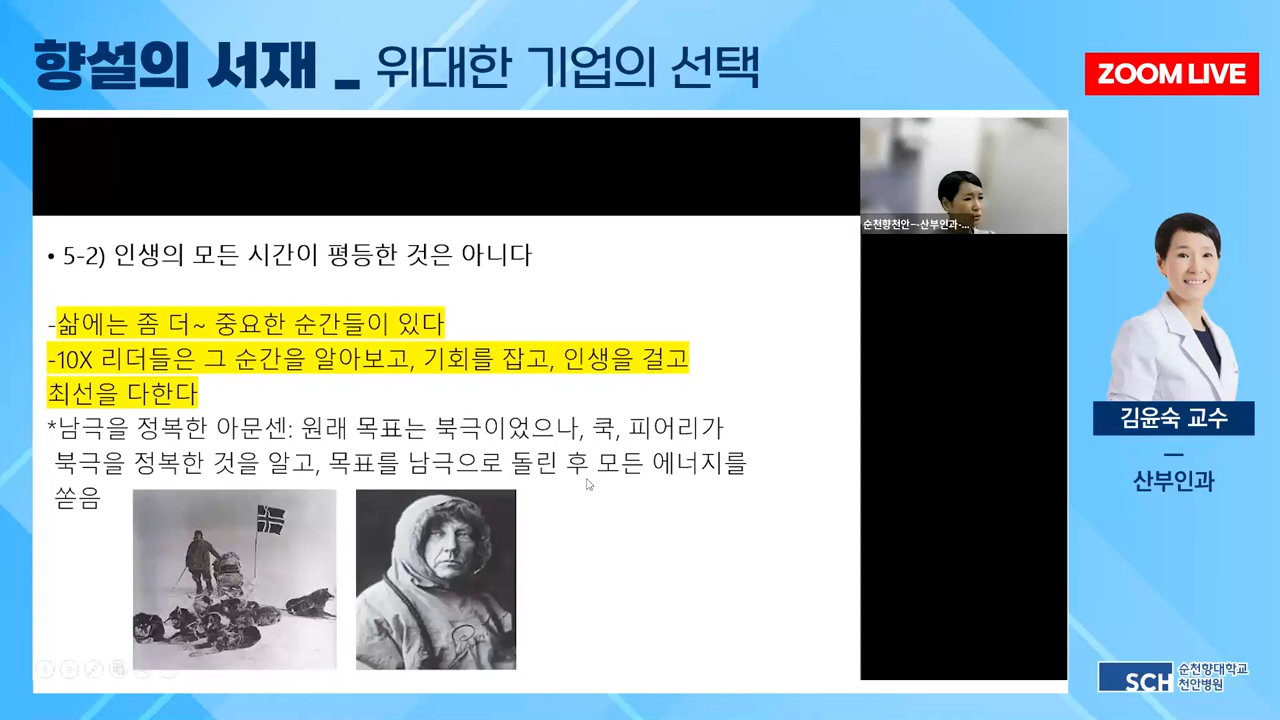 향설의 서재 _ 위대한 기업의 선택
ZOOM LIVE
순천향천안-·산부인과-...
• 5-2) 인생의 모든 시간이 평등한 것은 아니다
-삶에는 좀 더~ 중요한 순간들이 있다
-10X 리더들은 그 순간을 알아보고, 기회를 잡고, 인생을 걸고
최선을 다한다
*남극을 정복한 아문센: 원래 목표는 북극이었으나, 쿡, 피어리가
북극을 정복한 것을 알고, 목표를 남극으로 돌린 후 모든 에너지를
쏟음
김윤숙 교수
산부인과
SCH 순천향대학교
천안병원